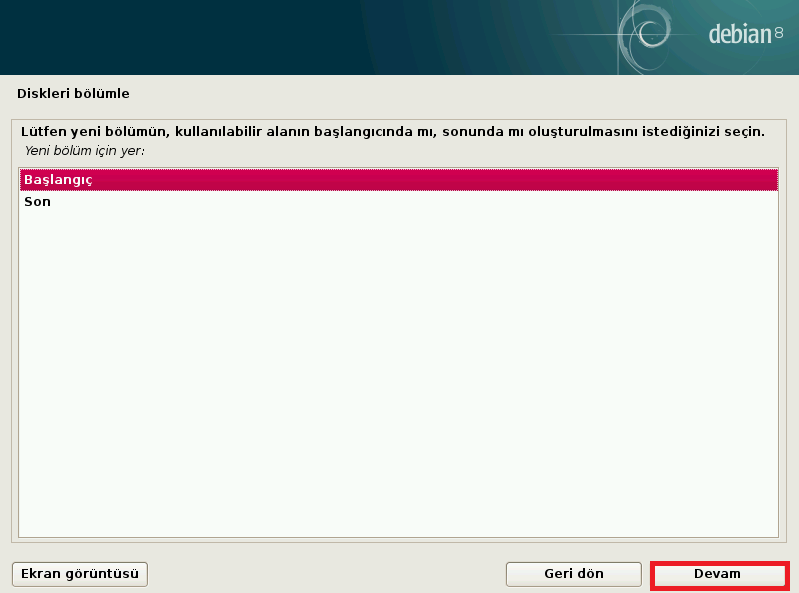 debian 8
Diskleri bölümle
Lütfen yeni bölümün, kullanılabilir alanın başlangıcında mı, sonunda mı oluşturulmasını istediğinizi seçin.
Yeni bölüm için yer:
Başlangıç
Son
Ekran görüntüsü Geri dön Devam